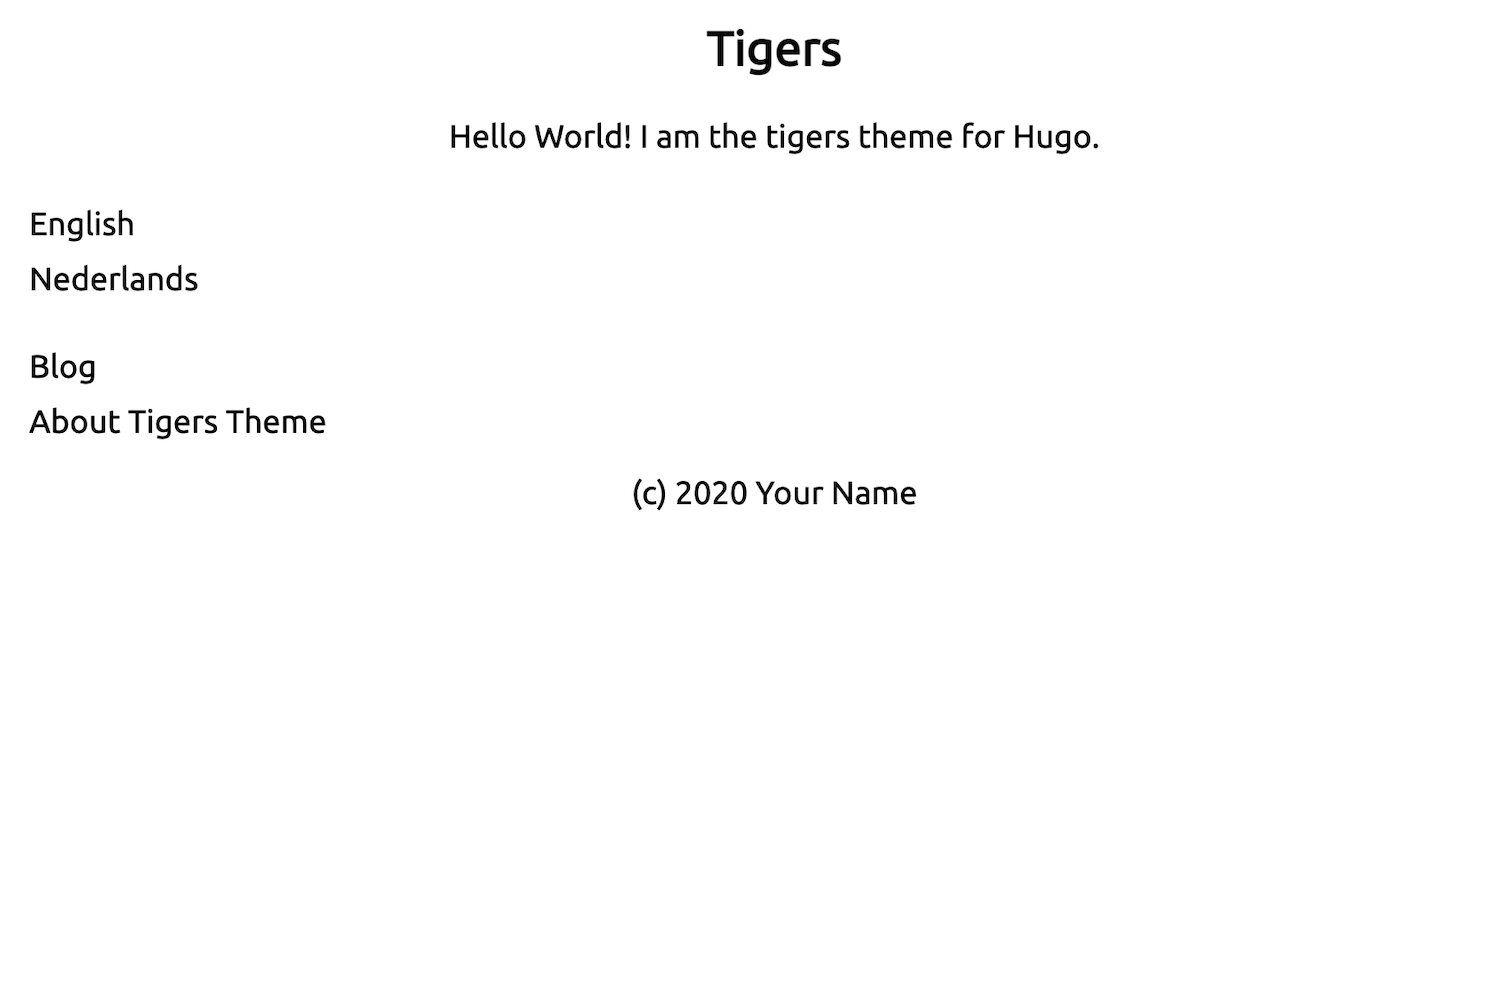 Tigers
Hello World! I am the tigers theme for Hugo.
English
Nederlands
Blog
About Tigers Theme
(c) 2020 Your Name